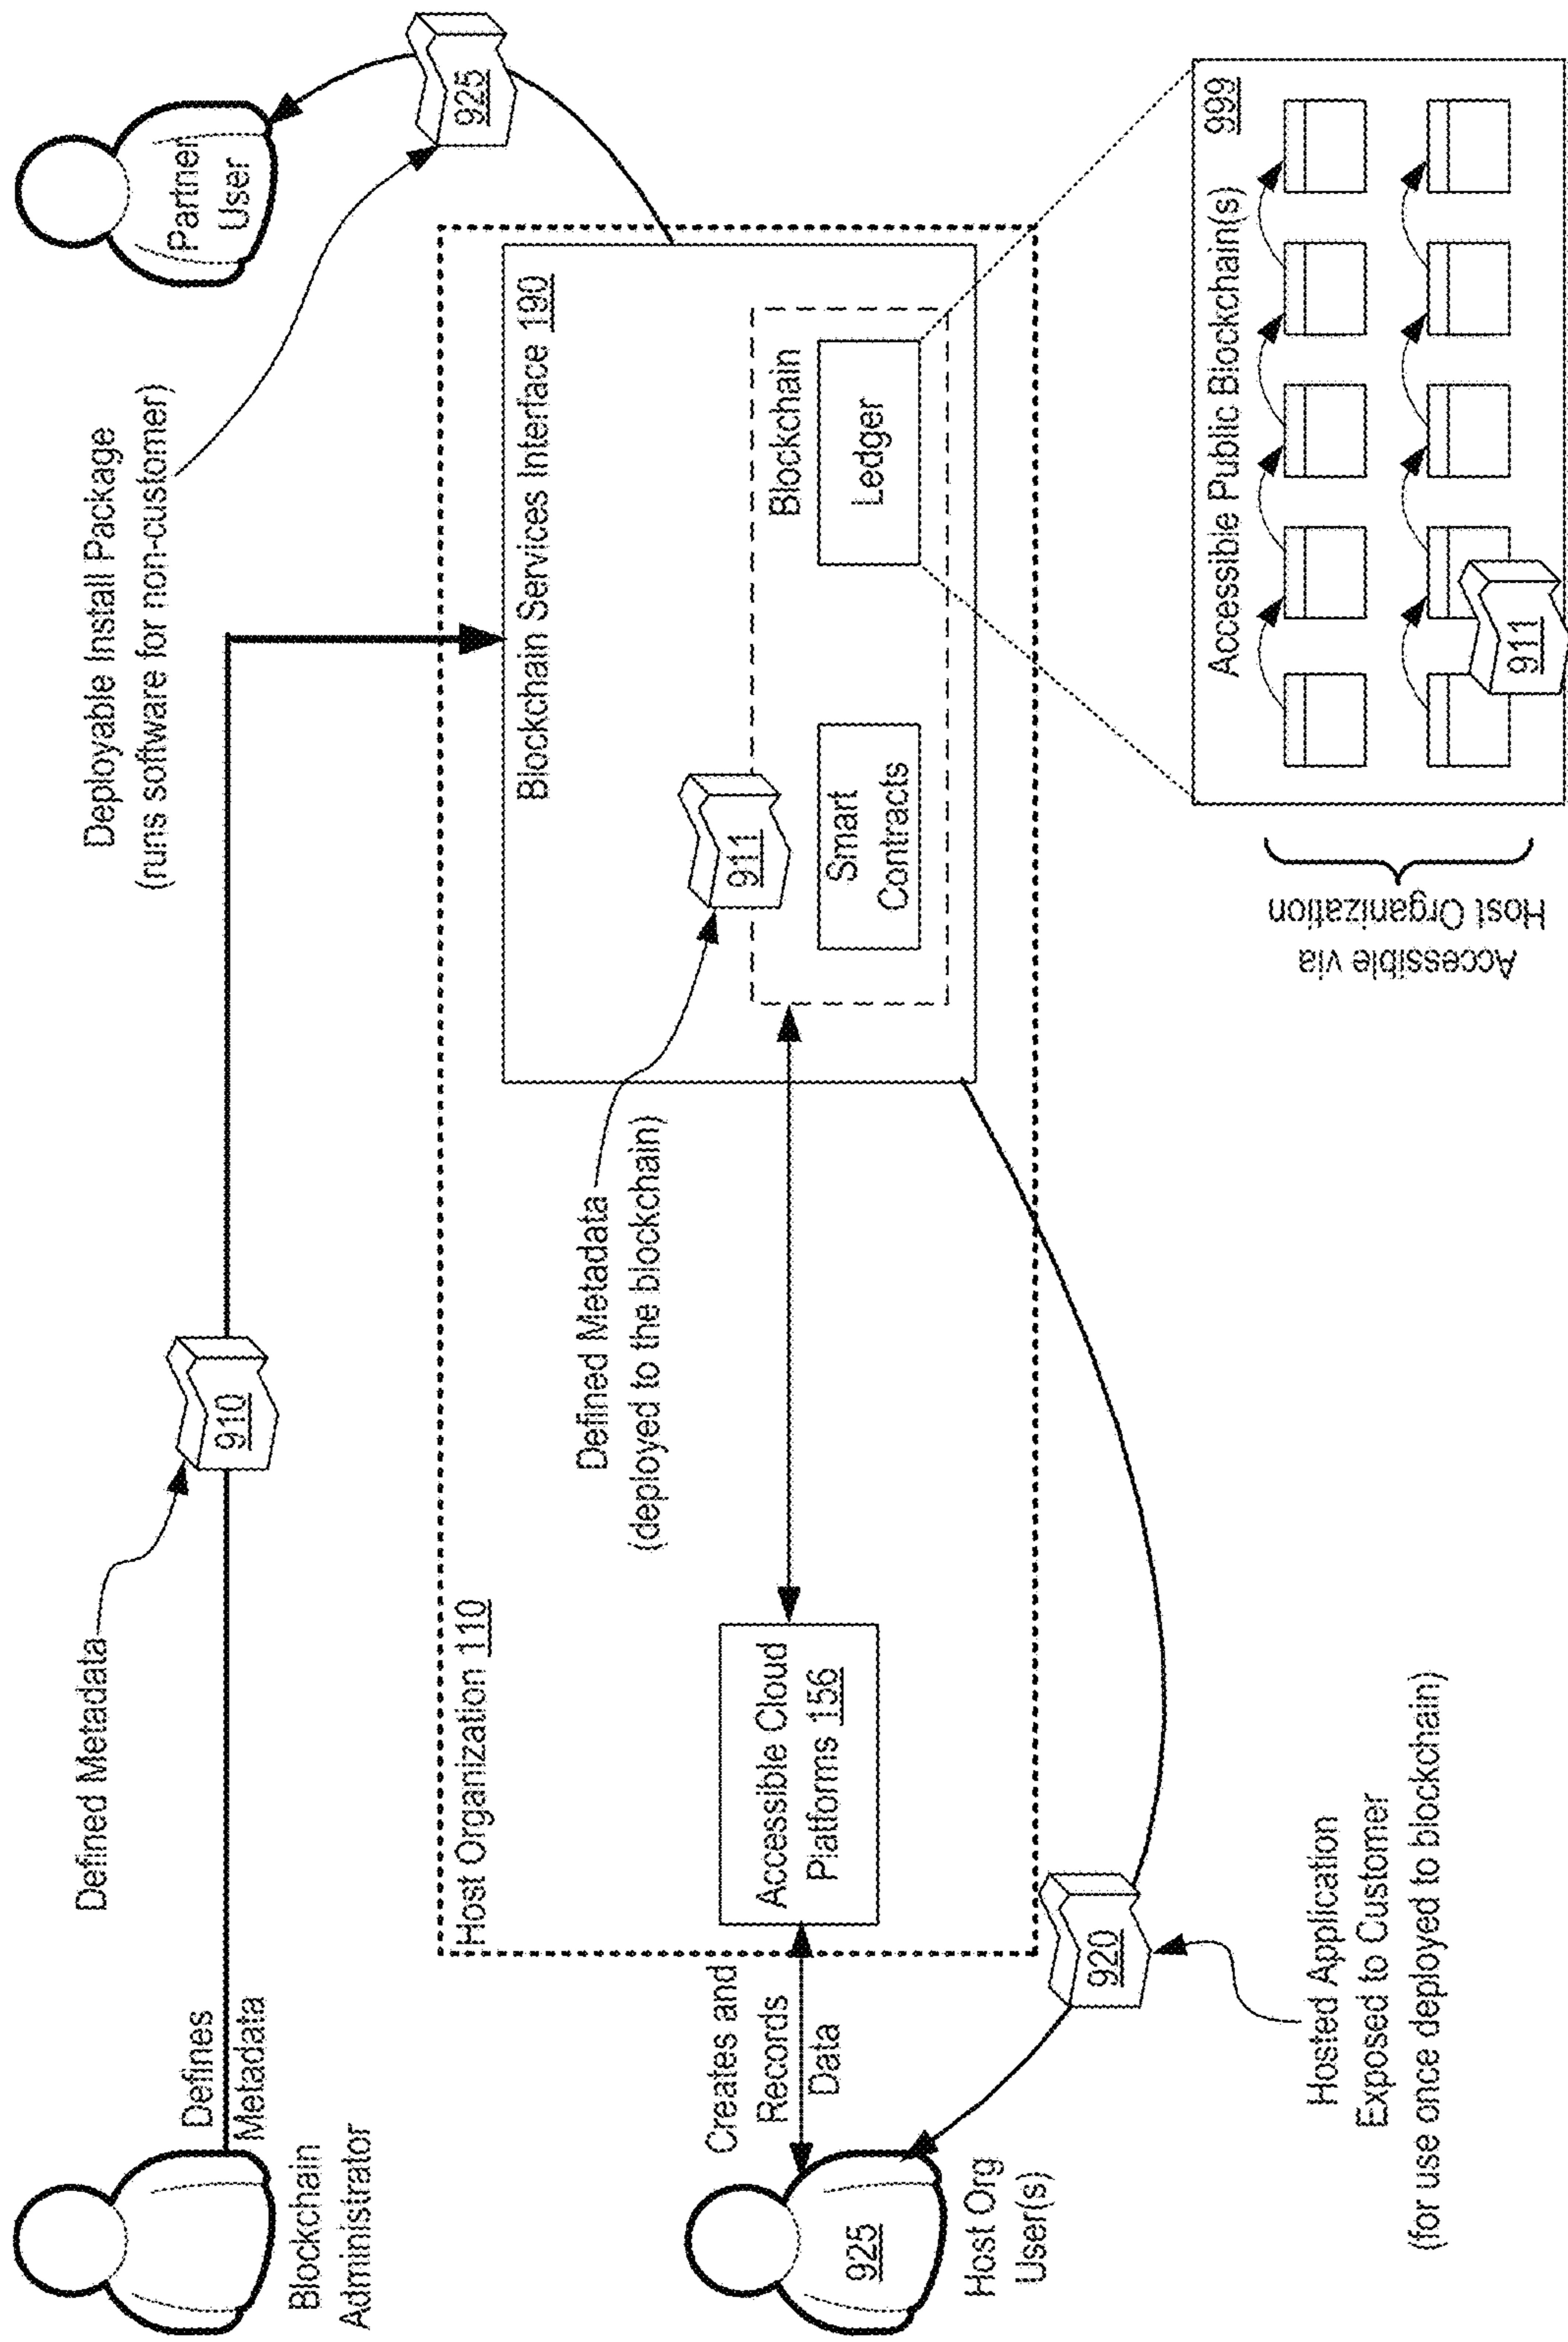 Defines
Metadata
Blockchain
Administrator
Defined Metadata
910
Deployable Install Package
(runs software for non-customer)
Partner
User
925
Host Organization 110
Blockchain Services Interface 190
Defined Metadata
(deployed to the blockchain)
911
Blockchain
Smart
Contracts
Ledger
Accessible Cloud
Platforms 156
Creates and
Records
Data
925
Host Org
User(s)
920
Hosted Application
Exposed to Customer
(for use once deployed to blockchain)
Accessible via
Host Organization
Accessible Public Blockchain(s) 999
911